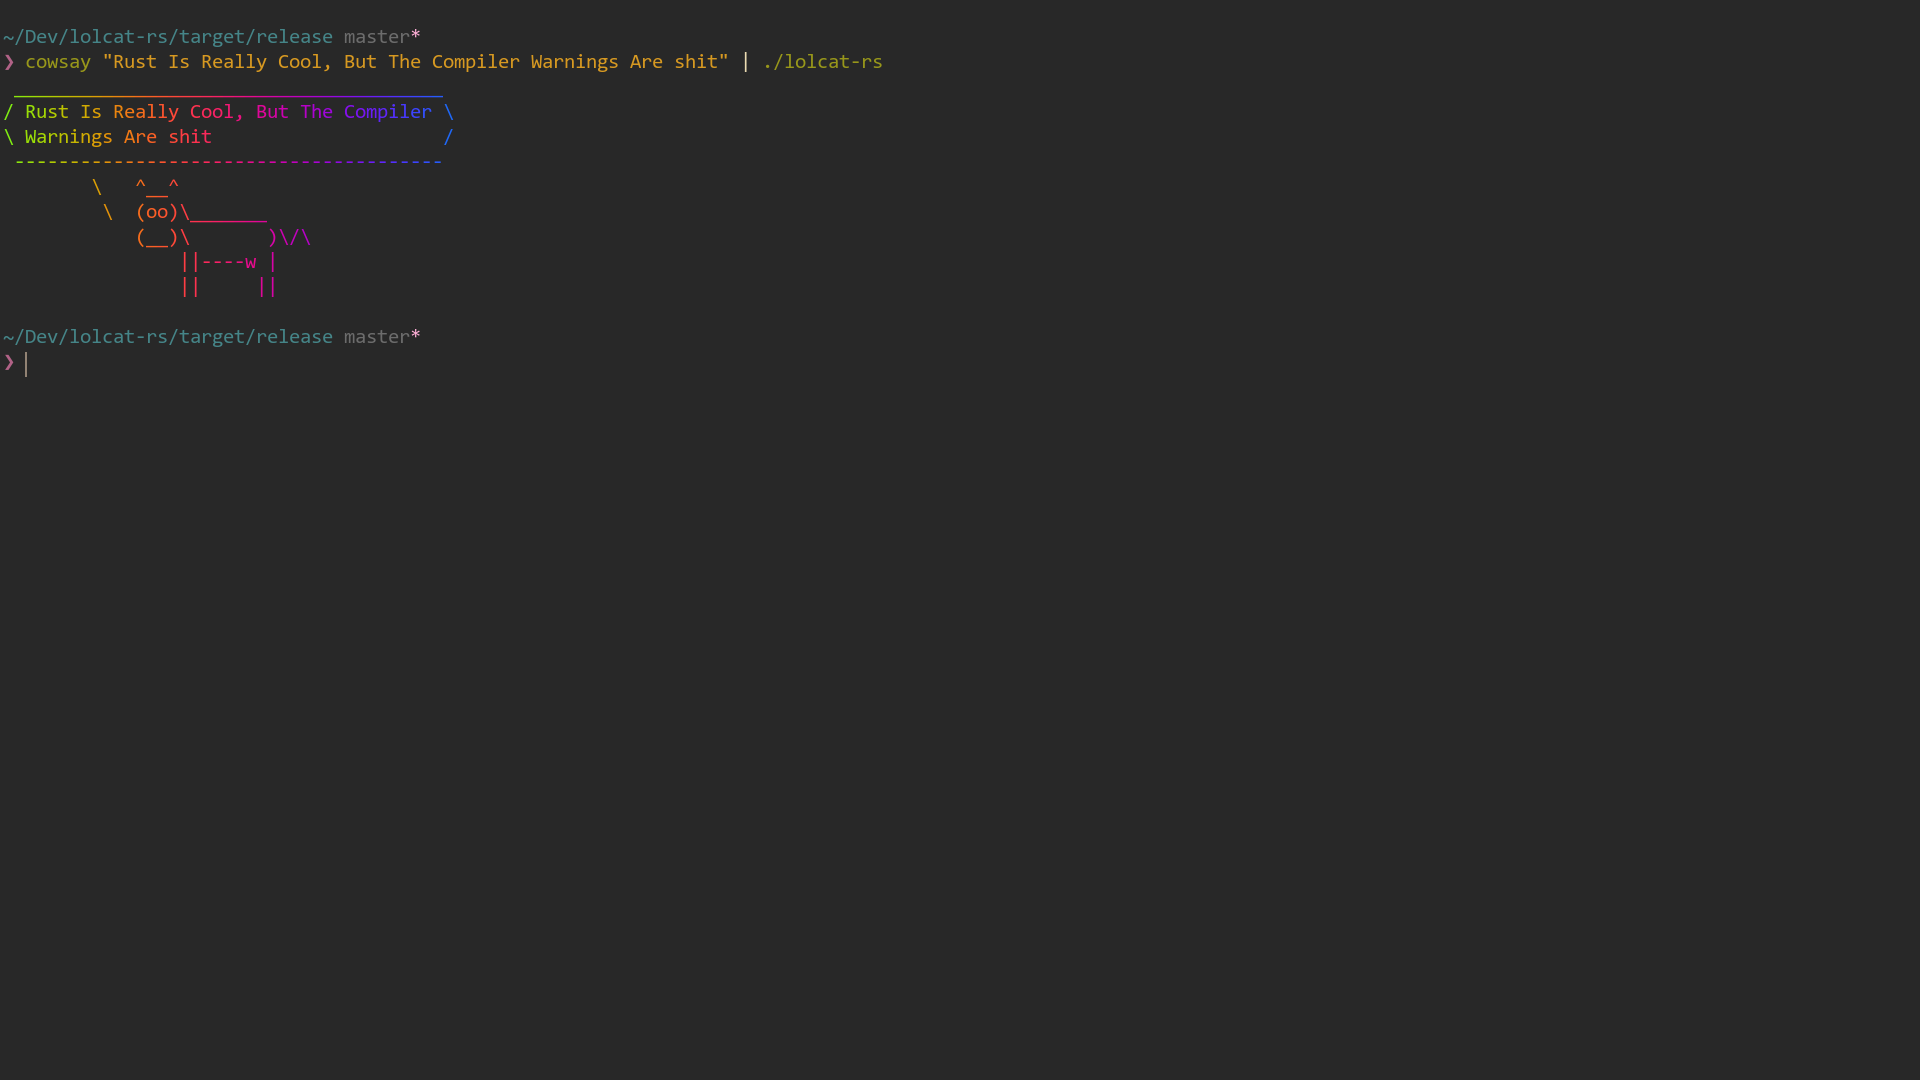 ~/Dev/lolcat-rs/target/release master*
❯ cowsay "Rust Is Really Cool, But The Compiler Warnings Are shit" | ./lolcat-rs
 _______________________________________
/ Rust Is Really Cool, But The Compiler \
\ Warnings Are shit                     /
 ---------------------------------------
        \   ^__^
         \  (oo)\_______
            (__)\       )\/\
                ||----w |
                ||     ||

~/Dev/lolcat-rs/target/release master*
❯